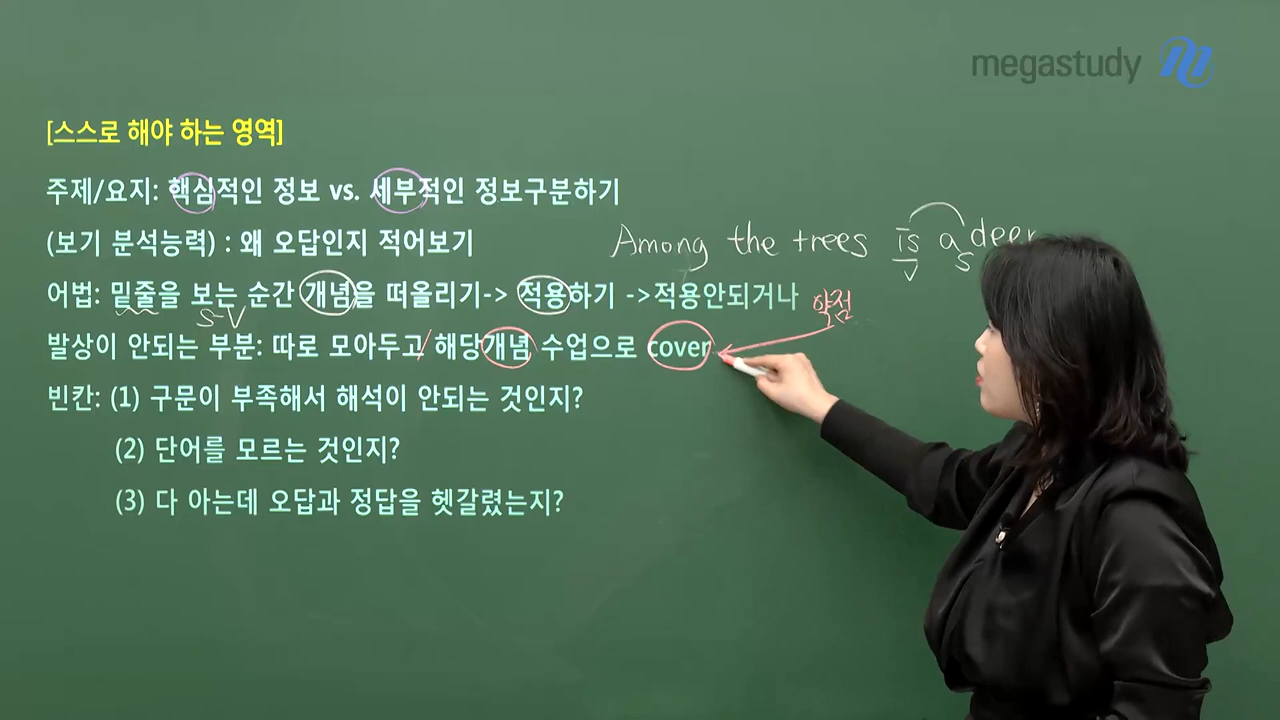 megastudy
[스스로 해야 하는 영역]
주제/요지: 핵심적인 정보 vs. 세부적인 정보구분하기
(보기 분석능력) : 왜 오답인지 적어보기
Among the trees is a deer
V S
어법: 밑줄을 보는 순간 개념을 떠올리기-> 적용하기 ->적용안되거나
S-V
약점
발상이 안되는 부분: 따로 모아두고/ 해당개념 수업으로 cover
빈칸: (1) 구문이 부족해서 해석이 안되는 것인지?
(2) 단어를 모르는 것인지?
(3) 다 아는데 오답과 정답을 헷갈렸는지?